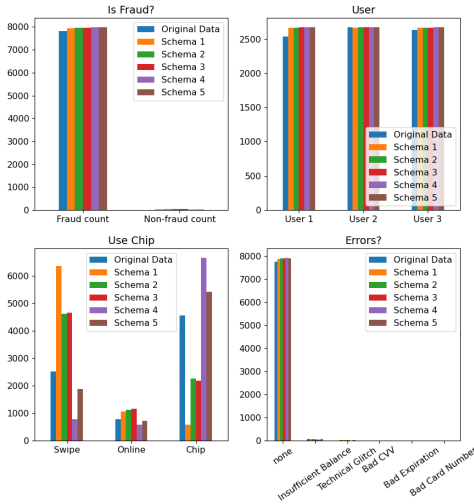 Is Fraud?
8000
7000
6000
5000
4000
3000
2000
1000
0
Original Data
Schema 1
Schema 2
Schema 3
Schema 4
Schema 5
Fraud count
Non-fraud count
User
2500
2000
1500
1000
500
0
Original Data
Schema 1
Schema 2
Schema 3
Schema 4
Schema 5
User 1
User 2
User 3
Use Chip
6000
5000
4000
3000
2000
1000
0
Original Data
Schema 1
Schema 2
Schema 3
Schema 4
Schema 5
Swipe
Online
Chip
Errors?
8000
7000
6000
5000
4000
3000
2000
1000
0
Original Data
Schema 1
Schema 2
Schema 3
Schema 4
Schema 5
none
Insufficient Balance
Technical Glitch
Bad CVV
Bad Expiration
Bad Card Number